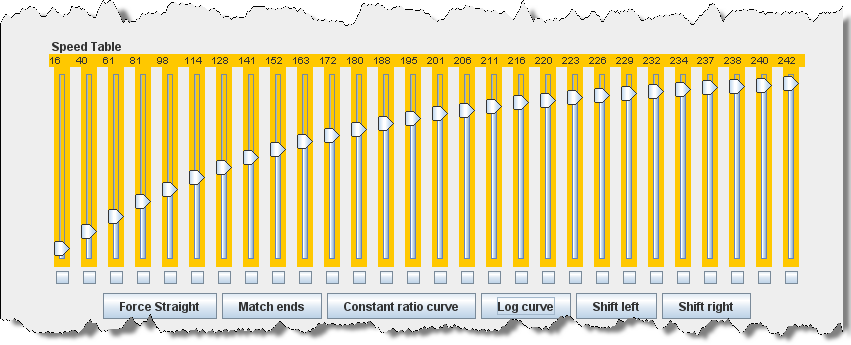 Speed Table
16 40 61 81 98 114 128 141 152 163 172 180 188 195 201 206 211 216 220 223 226 229 232 234 237 238 240 242
Force Straight Match ends Constant ratio curve Log curve Shift left Shift right